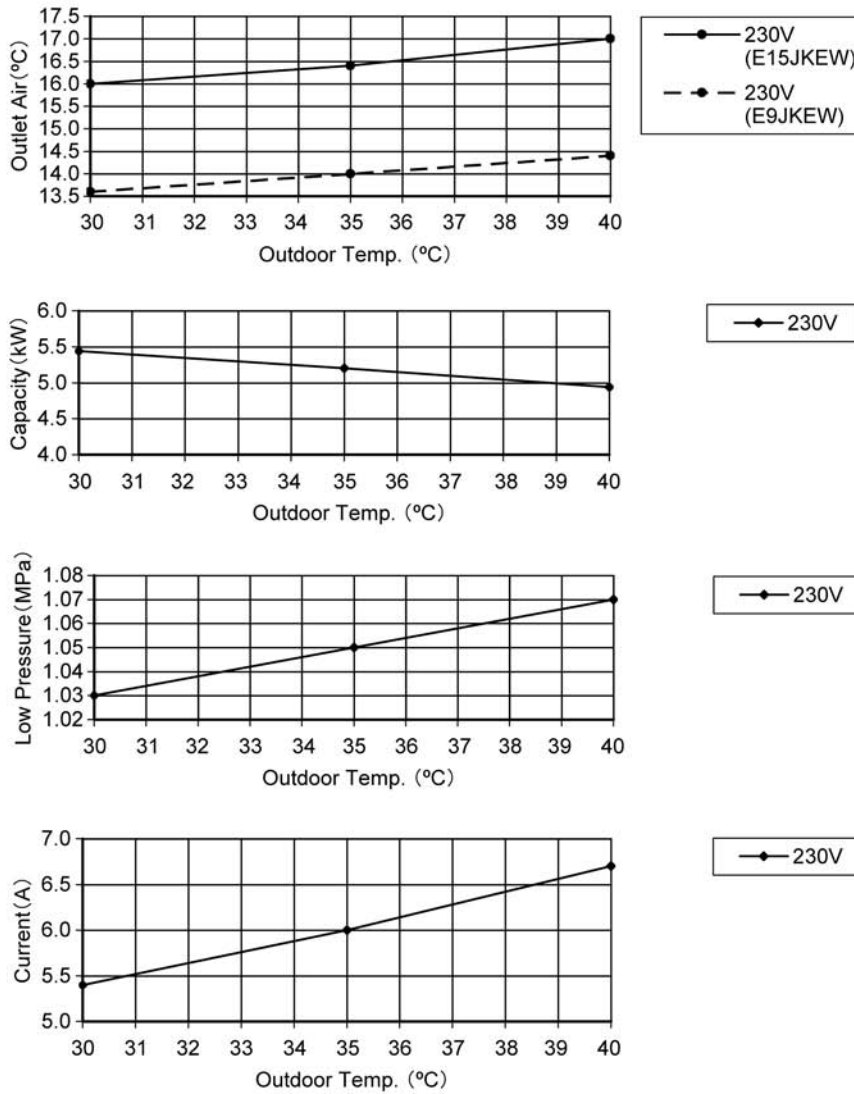 17.5
17.0
16.5
16.0
15.5
15.0
14.5
14.0
13.5
Outlet Air(ºC)
30 31 32 33 34 35 36 37 38 39 40
Outdoor Temp. (ºC)
230V
(E15JKEW)
230V
(E9JKEW)
6.0
5.5
5.0
4.5
4.0
Capacity(kW)
30 31 32 33 34 35 36 37 38 39 40
Outdoor Temp. (ºC)
230V
1.08
1.07
1.06
1.05
1.04
1.03
1.02
Low Pressure(MPa)
30 31 32 33 34 35 36 37 38 39 40
Outdoor Temp. (ºC)
230V
7.0
6.5
6.0
5.5
5.0
Current(A)
30 31 32 33 34 35 36 37 38 39 40
Outdoor Temp. (ºC)
230V